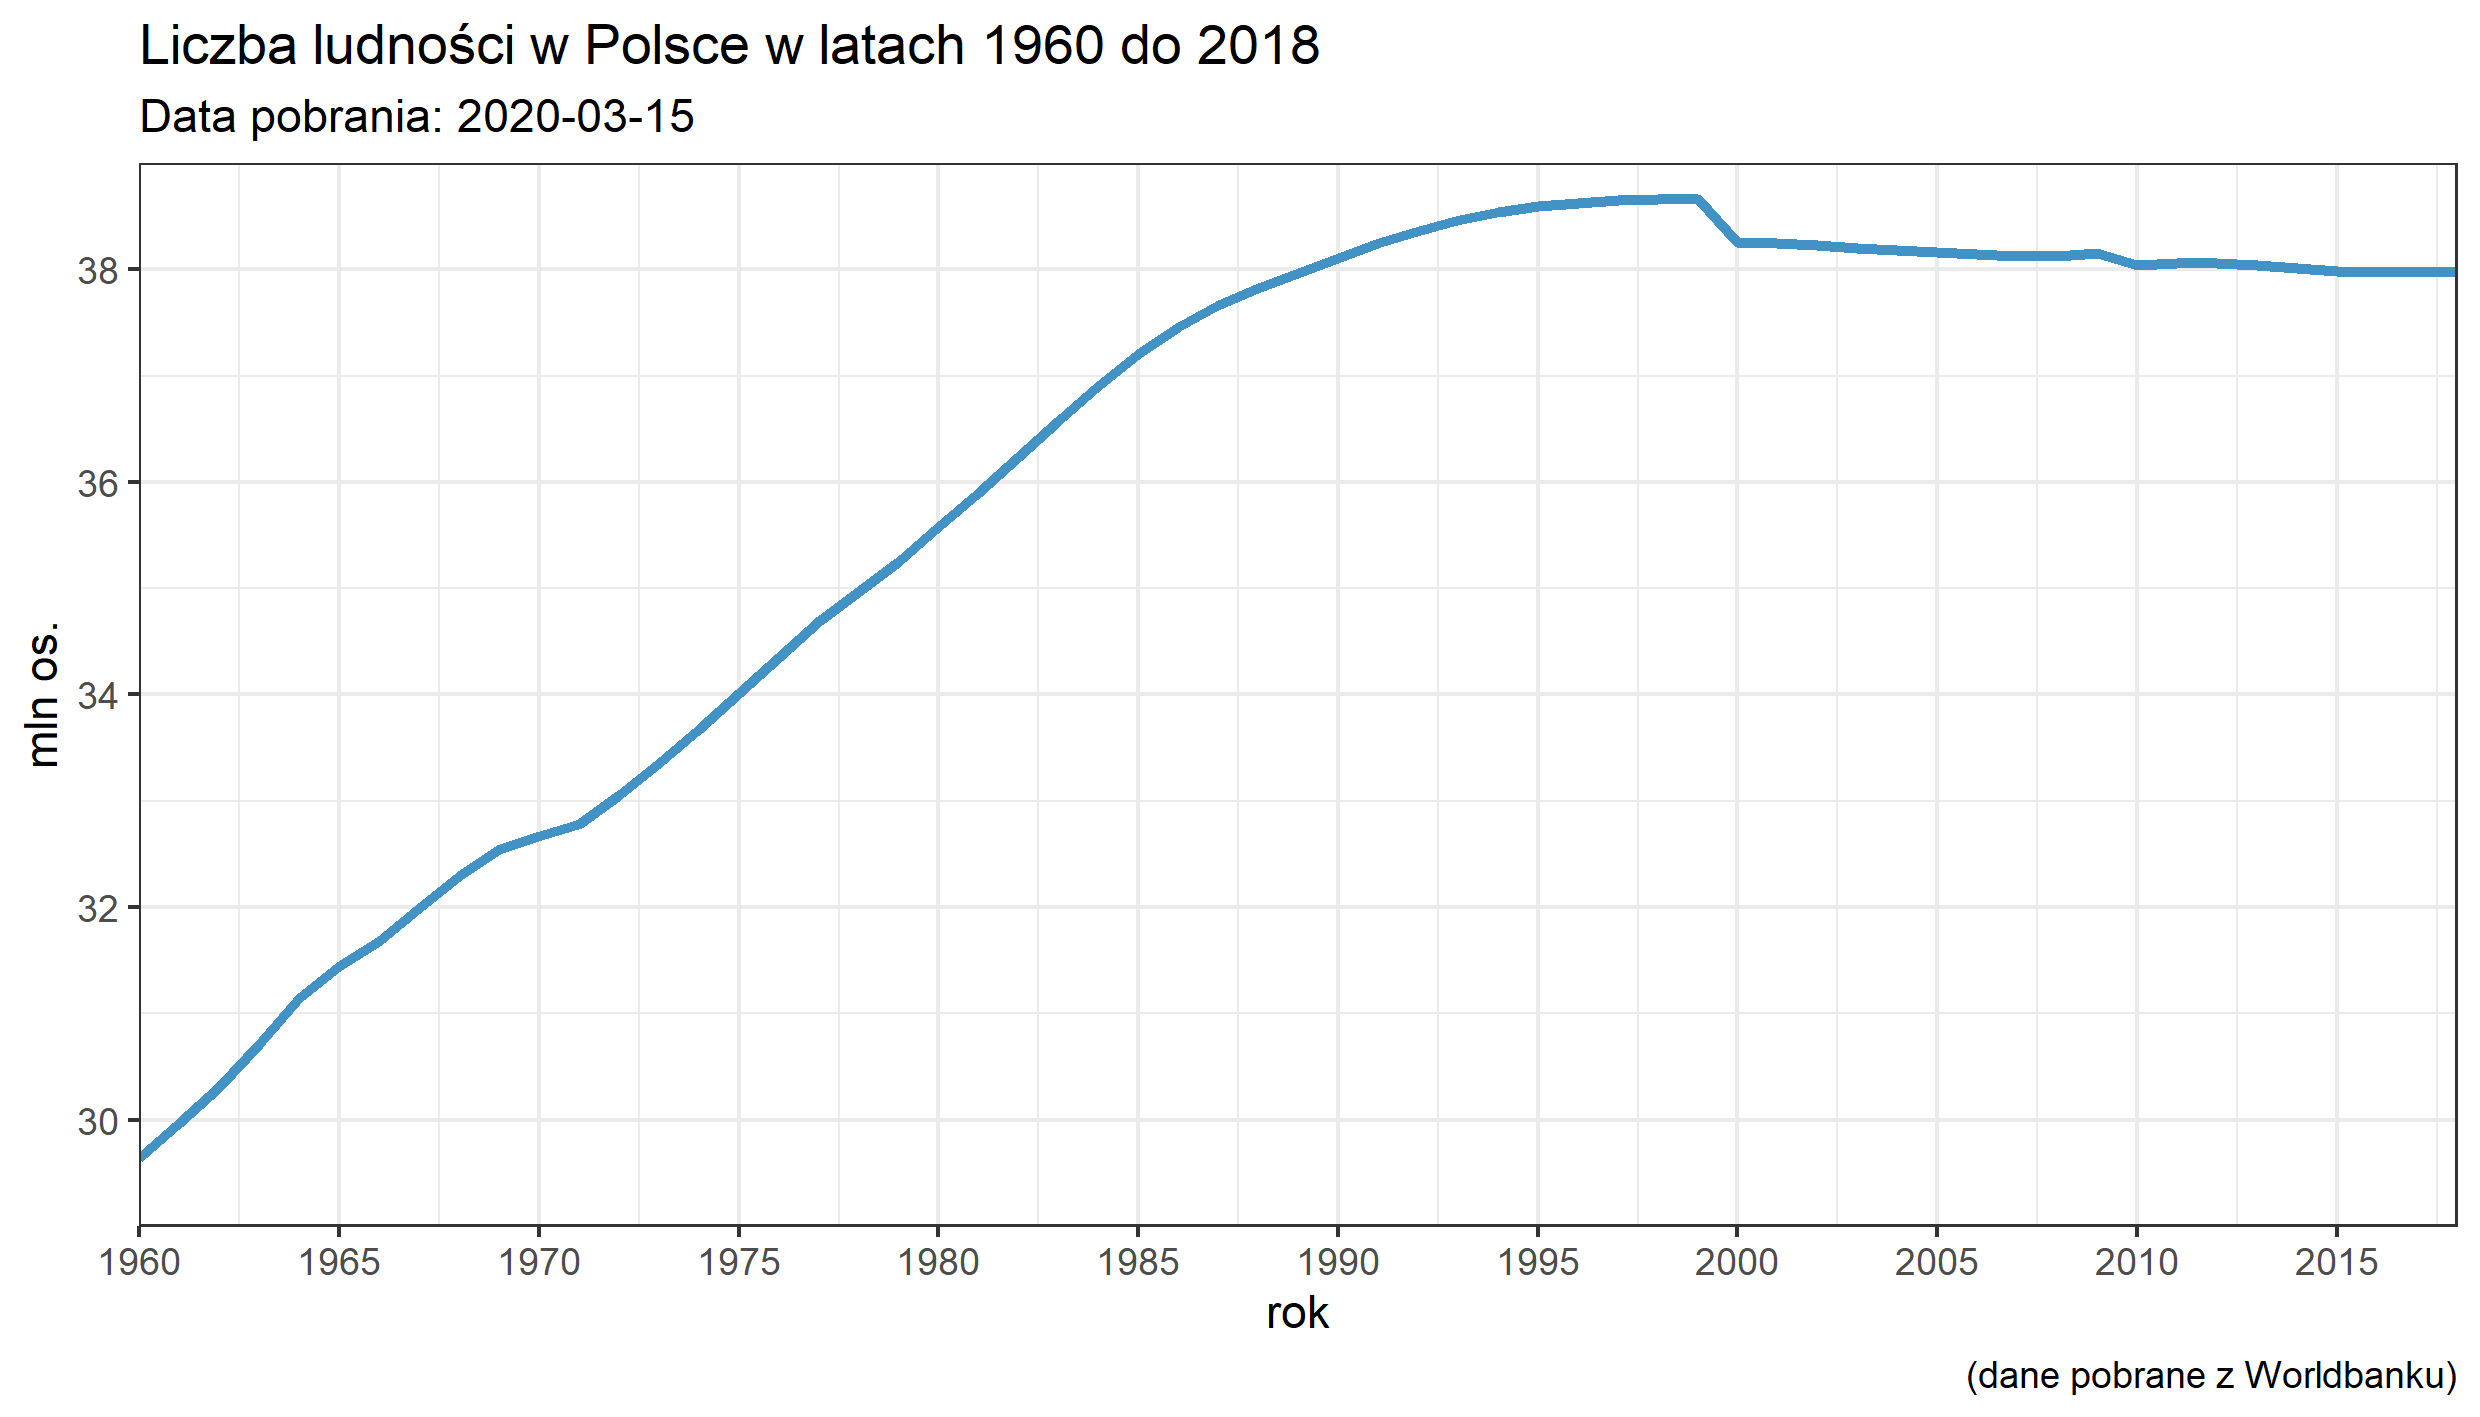 Liczba ludności w Polsce w latach 1960 do 2018
Data pobrania: 2020-03-15
mln os.
38
36
34
32
30
1960 1965 1970 1975 1980 1985 1990 1995 2000 2005 2010 2015
rok
(dane pobrane z Worldbanku)